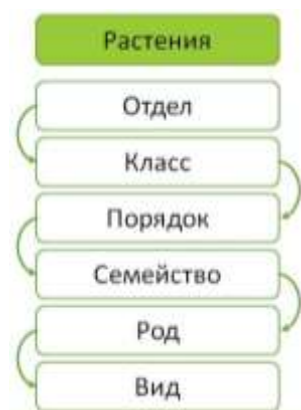 Растения
Отдел
Класс
Порядок
Семейство
Род
Вид